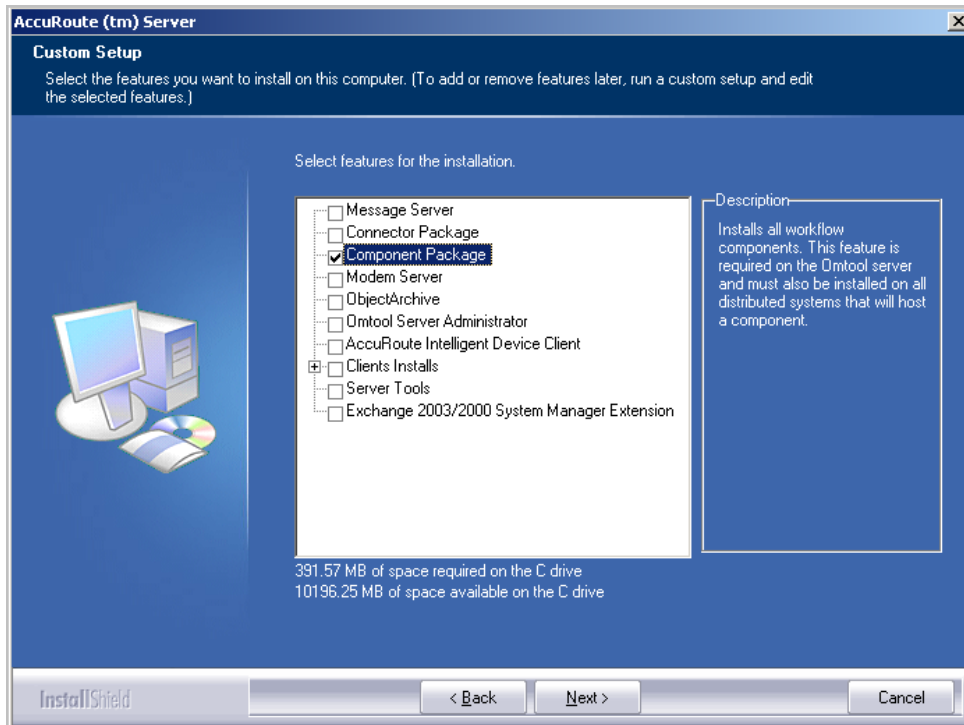 AccuRoute (tm) Server
Custom Setup
Select the features you want to install on this computer. (To add or remove features later, run a custom setup and edit
the selected features.)
Select features for the installation.
Message Server
Connector Package
Component Package
Modem Server
ObjectArchive
Omtool Server Administrator
AccuRoute Intelligent Device Client
Clients Installs
Server Tools
Exchange 2003/2000 System Manager Extension
Description
Installs all workflow
components. This feature is
required on the Omtool server
and must also be installed on all
distributed systems that will host
a component.
391.57 MB of space required on the C drive
10196.25 MB of space available on the C drive
InstallShield
< Back
Next >
Cancel